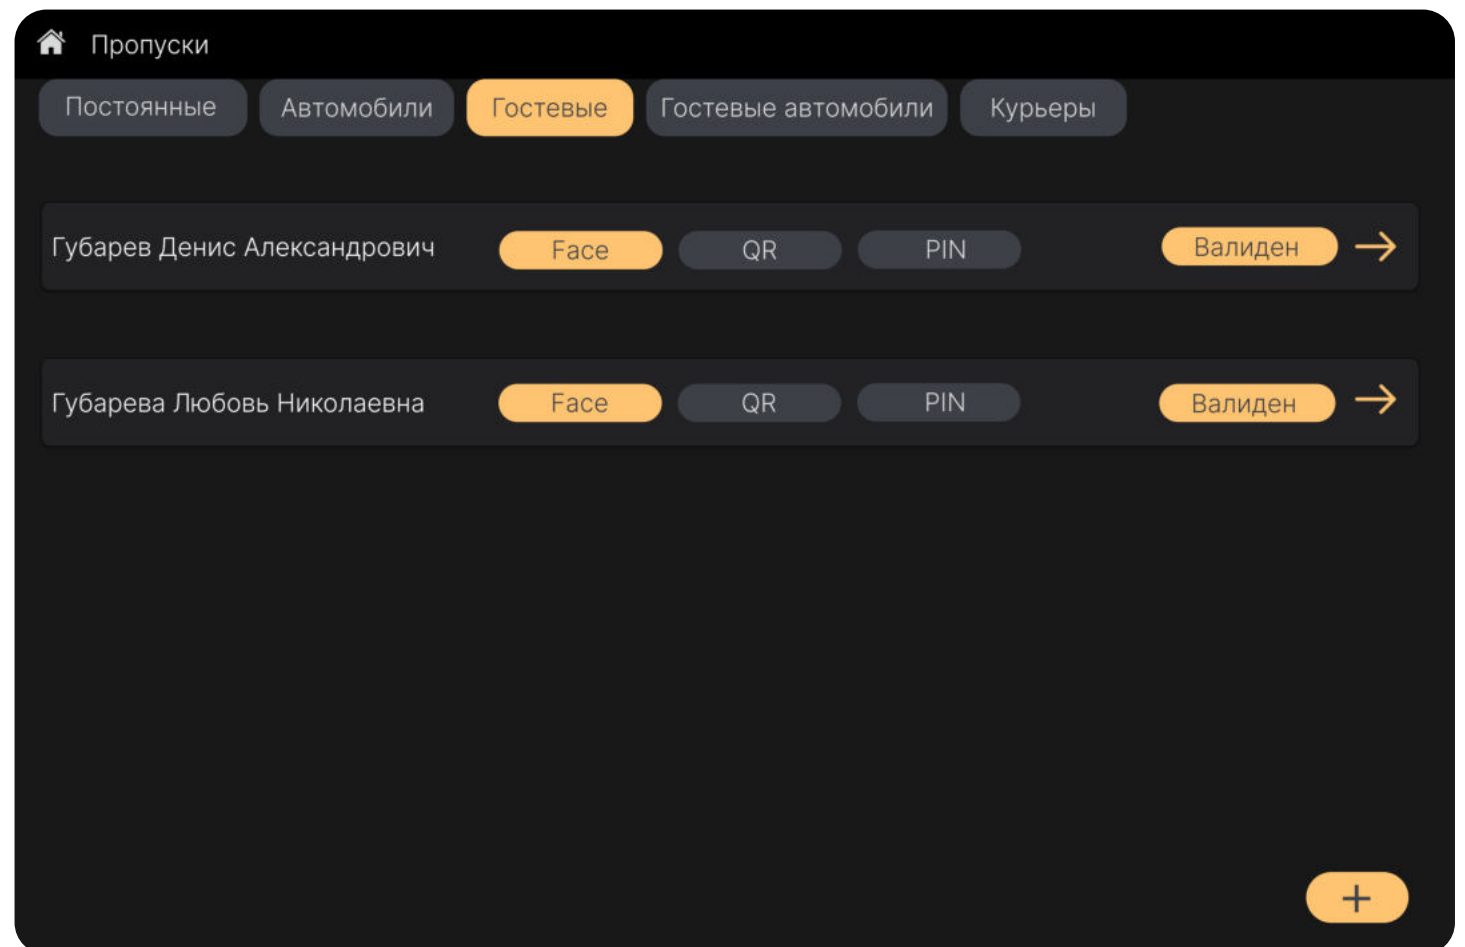 Пропуски
Постоянные Автомобили Гостевые Гостевые автомобили Курьеры
Губарев Денис Александрович Face QR PIN Валиден
Губарева Любовь Николаевна Face QR PIN Валиден
+